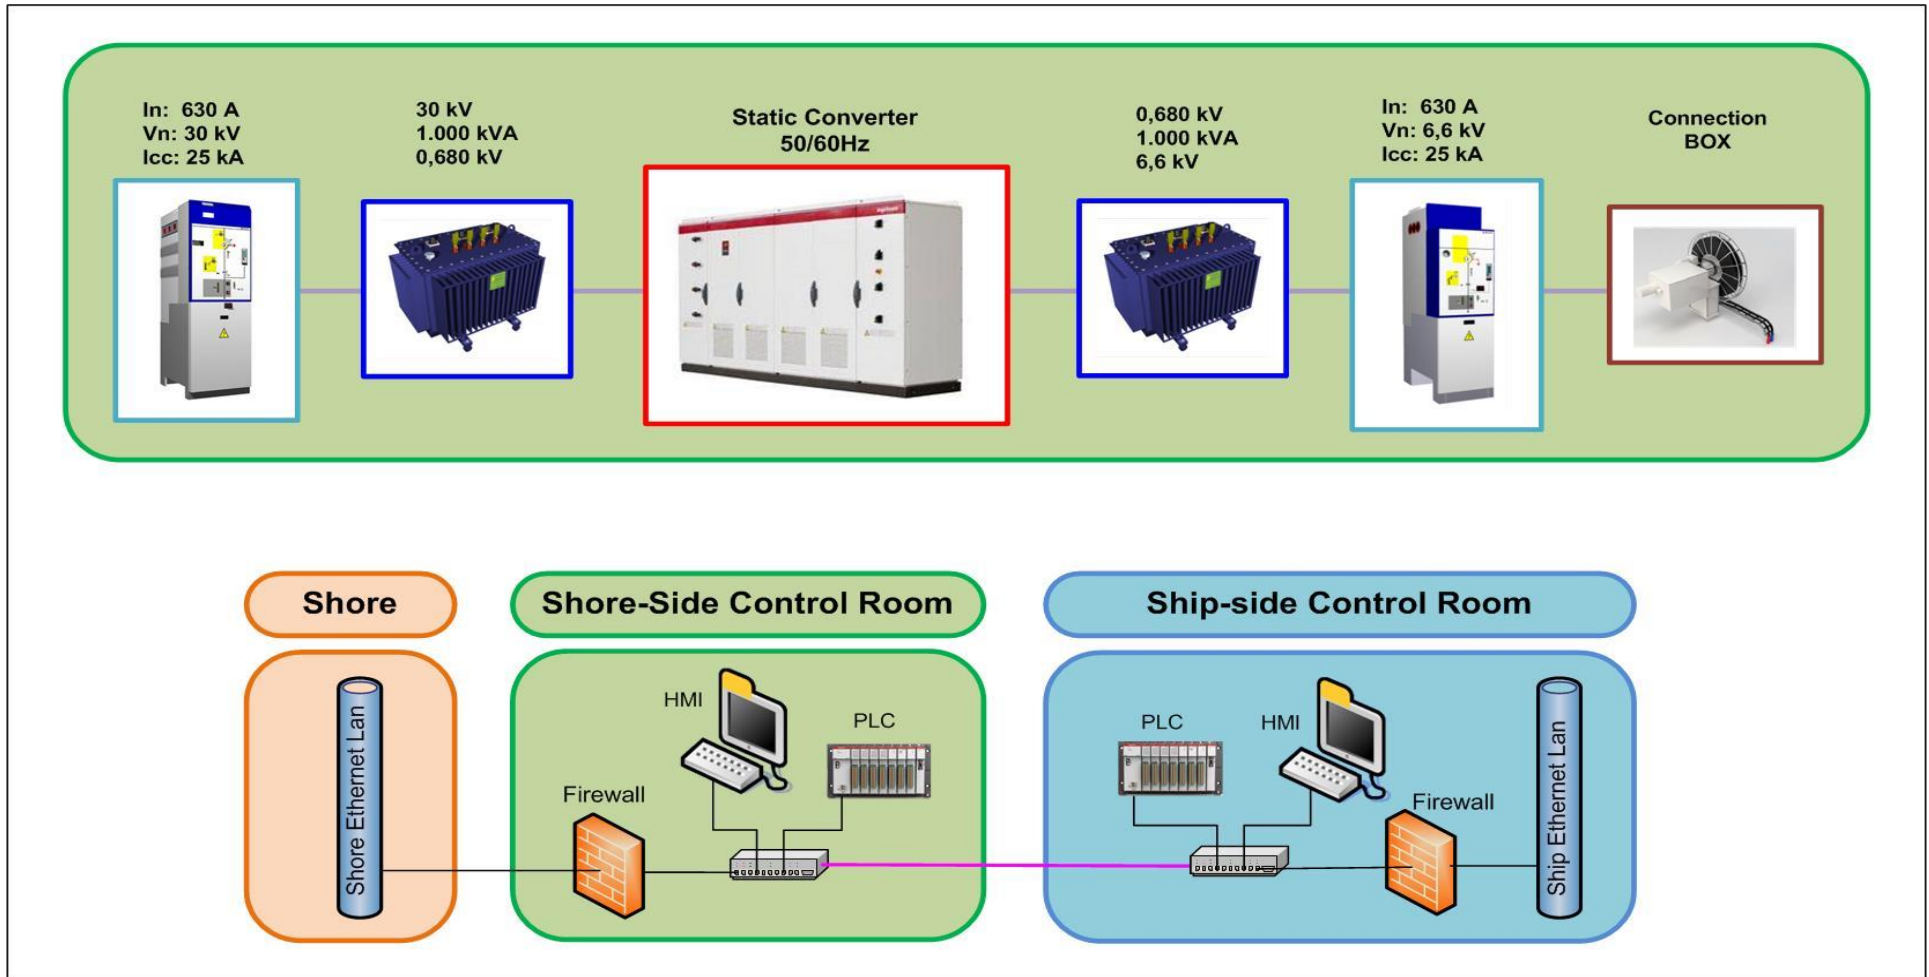 In: 630 A
Vn: 30 kV
Icc: 25 kA
30 kV
1.000 kVA
0,680 kV
Static Converter
50/60Hz
0,680 kV
1.000 kVA
6,6 kV
In: 630 A
Vn: 6,6 kV
Icc: 25 kA
Connection
BOX
Shore
Shore-Side Control Room
Ship-side Control Room
Shore Ethernet Lan
HMI
PLC
Firewall
PLC
HMI
Firewall
Ship Ethernet Lan